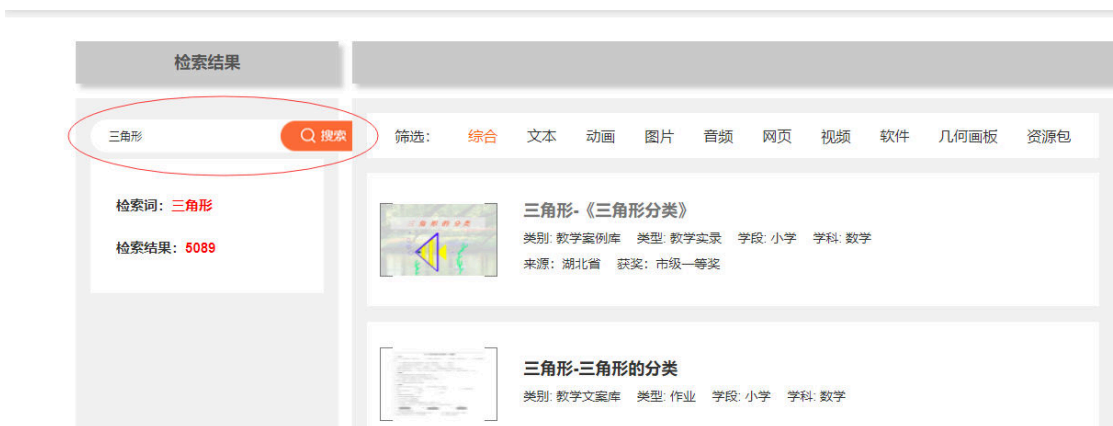 检索结果
三角形 搜索
检索词：三角形
检索结果：5089
筛选： 综合 文本 动画 图片 音频 网页 视频 软件 几何画板 资源包
三角形的分类
三角形-《三角形分类》
类别: 教学案例库 类型: 教学实录 学段: 小学 学科: 数学
来源：湖北省 获奖：市级一等奖
三角形-三角形的分类
类别: 教学文案库 类型: 作业 学段: 小学 学科: 数学